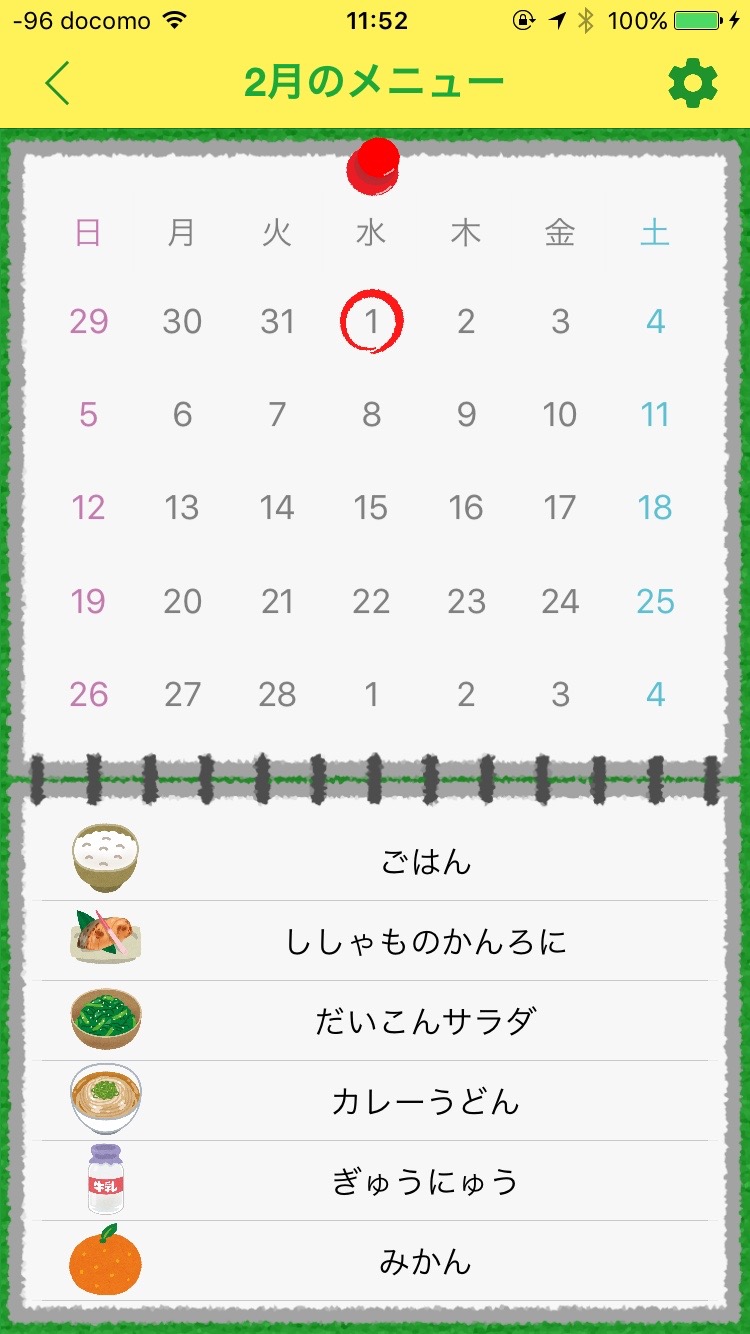 -96 docomo 11:52 100%
2月のメニュー
日 月 火 水 木 金 土
29 30 31 1 2 3 4
5 6 7 8 9 10 11
12 13 14 15 16 17 18
19 20 21 22 23 24 25
26 27 28 1 2 3 4
ごはん
ししゃものかんろに
だいこんサラダ
カレーうどん
牛乳
ぎゅうにゅう
みかん